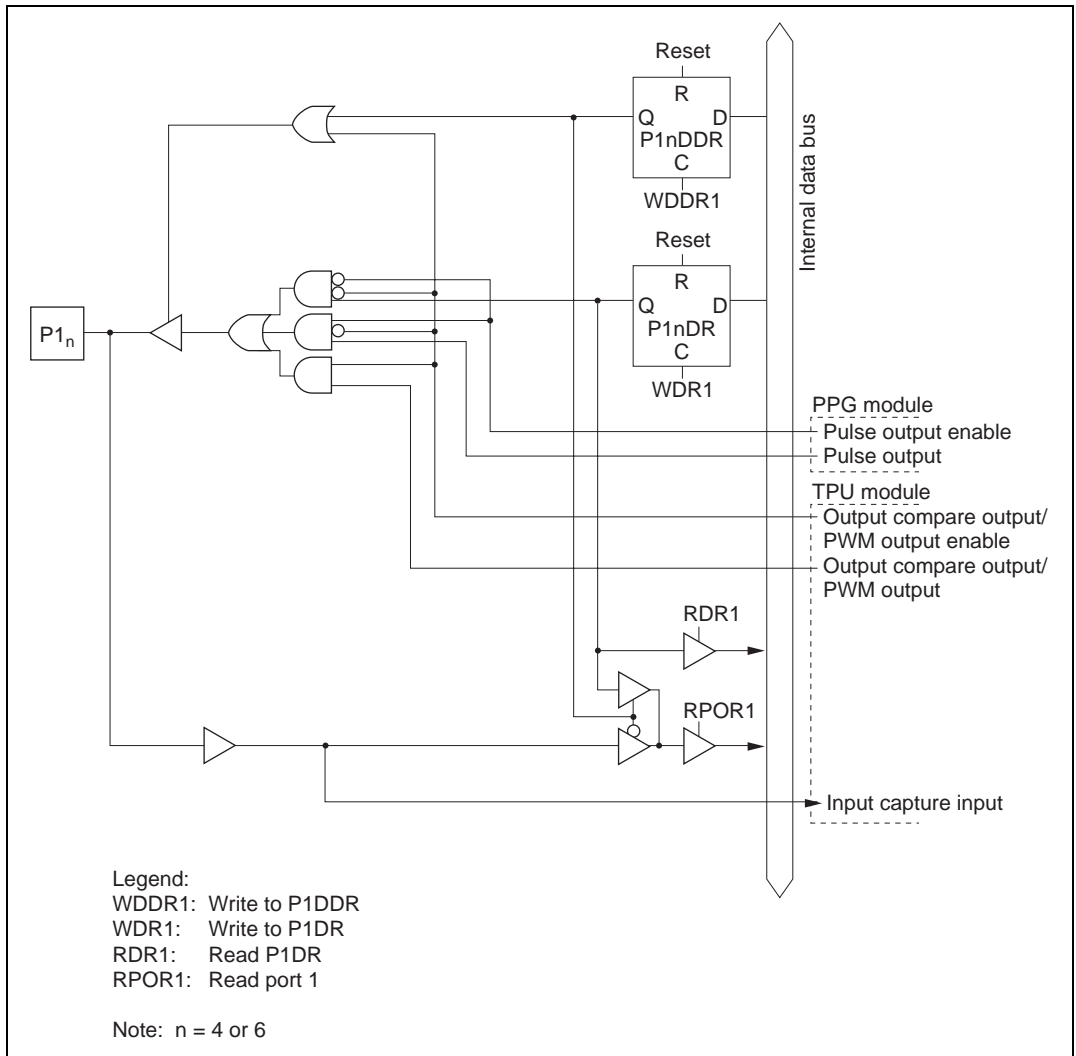 Reset
R
Q D
P1nDDR
C
WDDR1
Internal data bus
Reset
R
Q D
P1nDR
C
WDR1
P1n
PPG module
Pulse output enable
Pulse output
TPU module
Output compare output/
PWM output enable
Output compare output/
PWM output
RDR1
RPOR1
Input capture input
Legend:
WDDR1: Write to P1DDR
WDR1: Write to P1DR
RDR1: Read P1DR
RPOR1: Read port 1
Note: n = 4 or 6